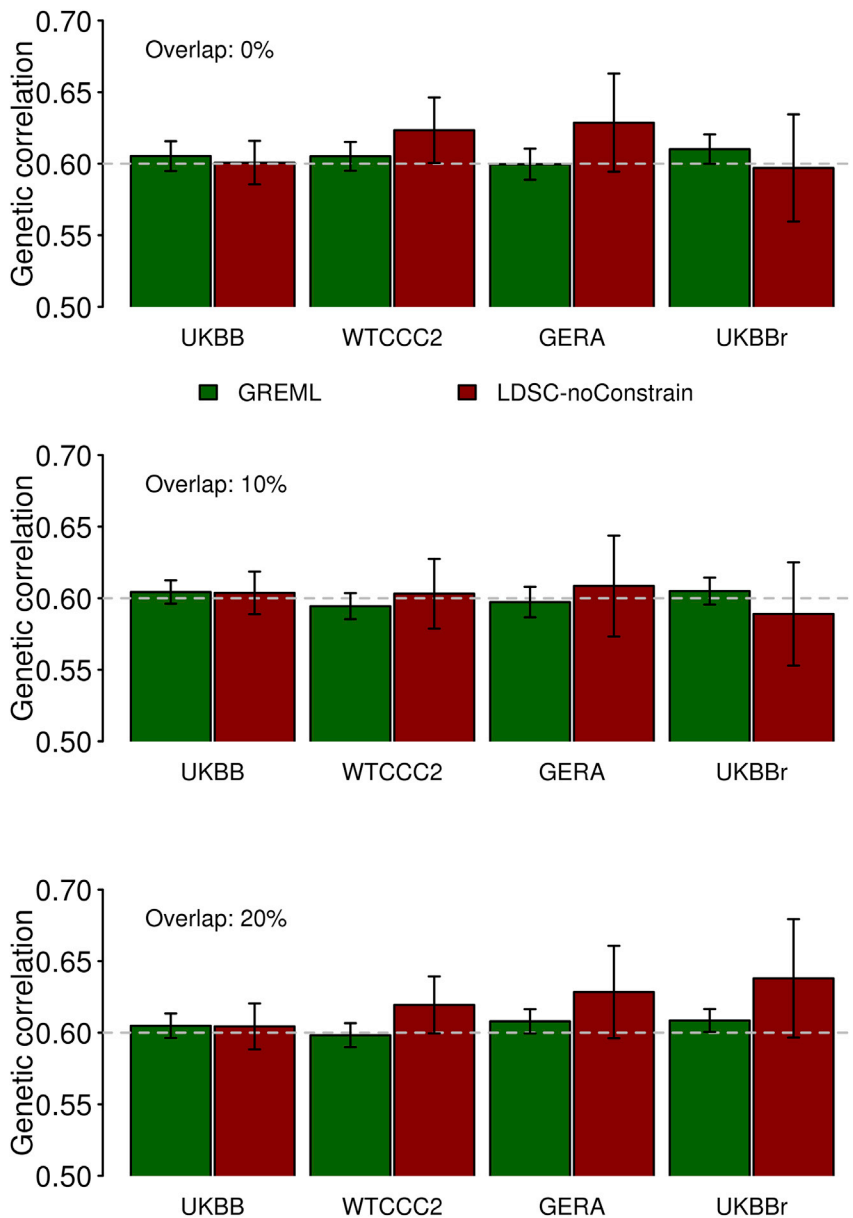 0.70
Overlap: 0%
0.65
0.60
0.55
0.50
Genetic correlation
UKBB WTCCC2 GERA UKBBr
GREML LDSC-noConstrain
0.70
Overlap: 10%
0.65
0.60
0.55
0.50
Genetic correlation
UKBB WTCCC2 GERA UKBBr
0.70
Overlap: 20%
0.65
0.60
0.55
0.50
Genetic correlation
UKBB WTCCC2 GERA UKBBr